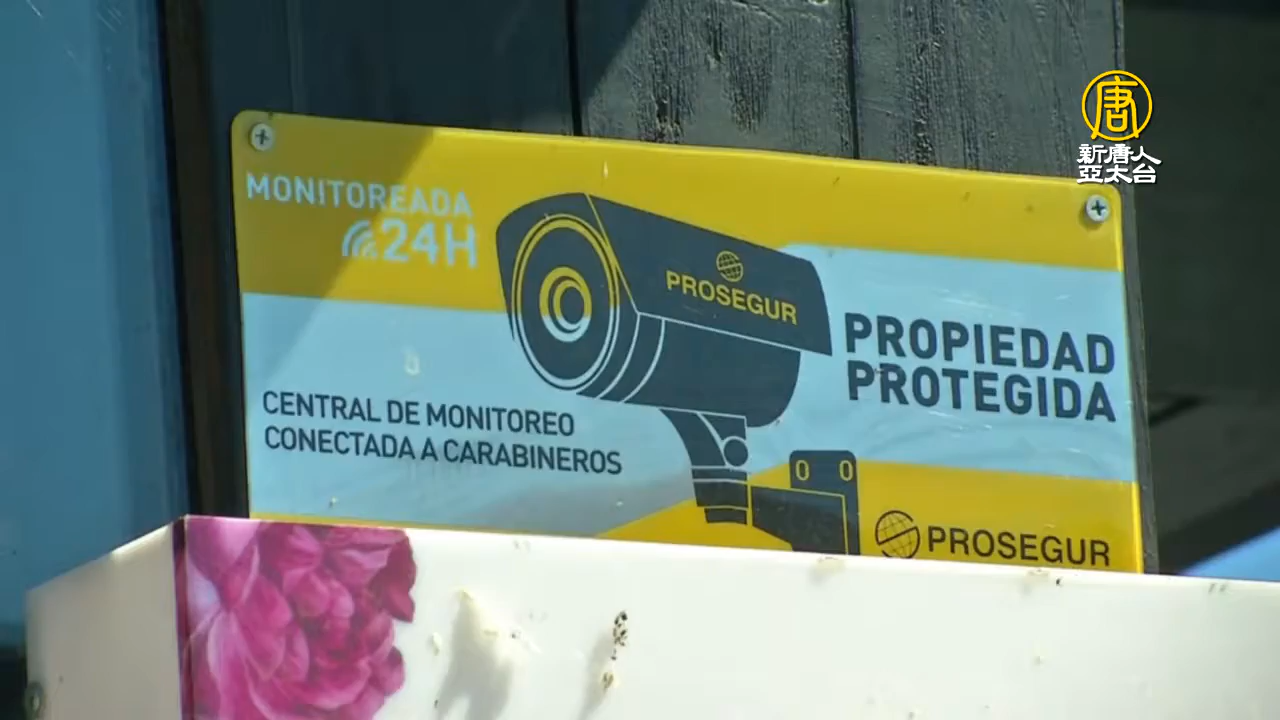 唐
新唐人
亞太台
MONITOREADA
24H
PROSEGUR
PROPIEDAD
PROTEGIDA
CENTRAL DE MONITOREO
CONECTADA A CARABINEROS
PROSEGUR